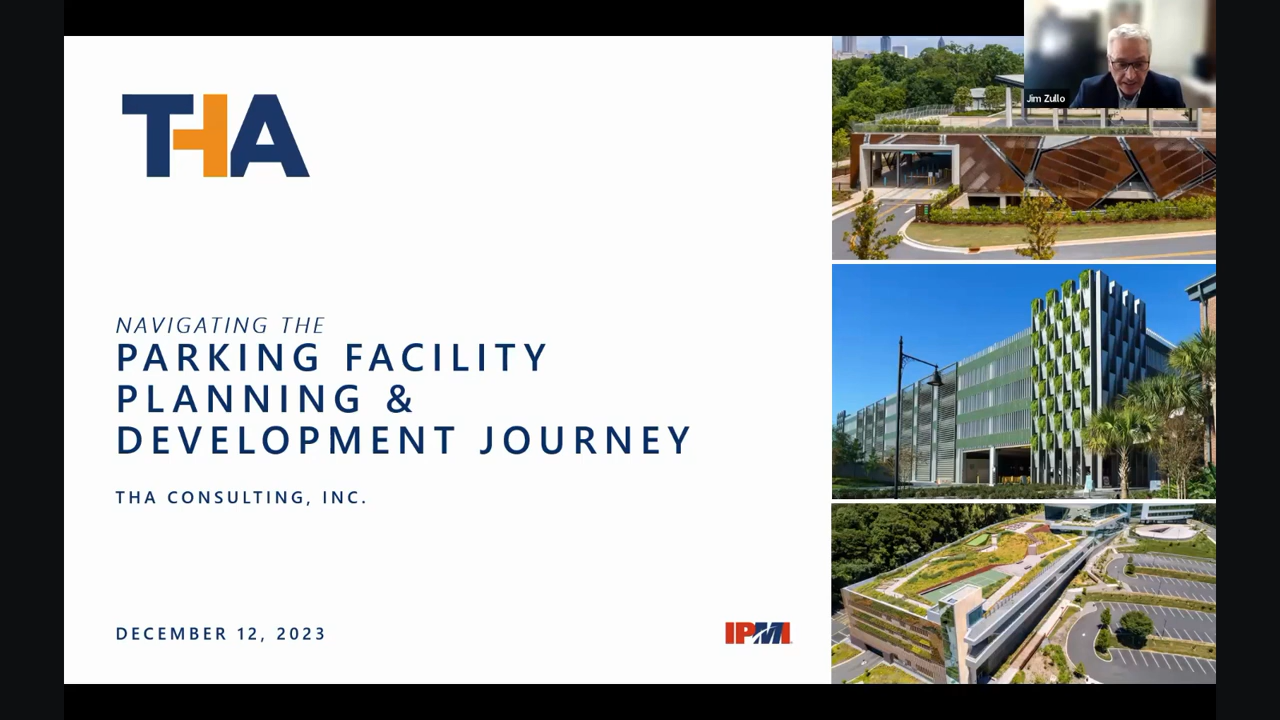 THA
Jim Zullo
NAVIGATING THE
PARKING FACILITY
PLANNING &
DEVELOPMENT JOURNEY
THA CONSULTING, INC.
DECEMBER 12, 2023
IPMI